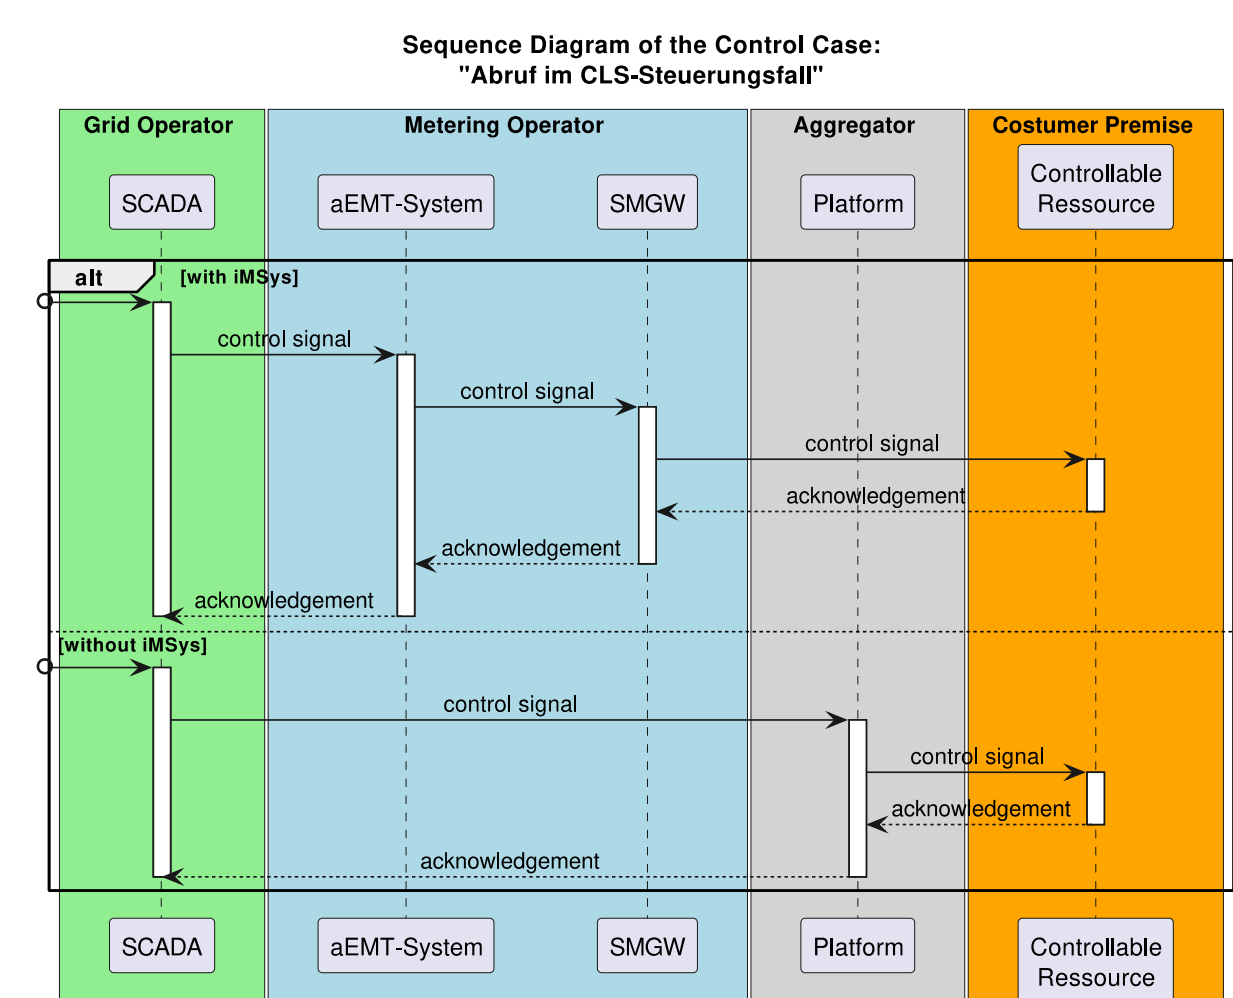 Sequence Diagram of the Control Case:
"Abruf im CLS-Steuerungsfall"
Grid Operator
Metering Operator
Aggregator
Costumer Premise
SCADA
aEMT-System
SMGW
Platform
Controllable
Ressource
alt
[with iMSys]
control signal
control signal
control signal
acknowledgement
acknowledgement
acknowledgement
[without iMSys]
control signal
control signal
acknowledgement
acknowledgement
SCADA
aEMT-System
SMGW
Platform
Controllable
Ressource